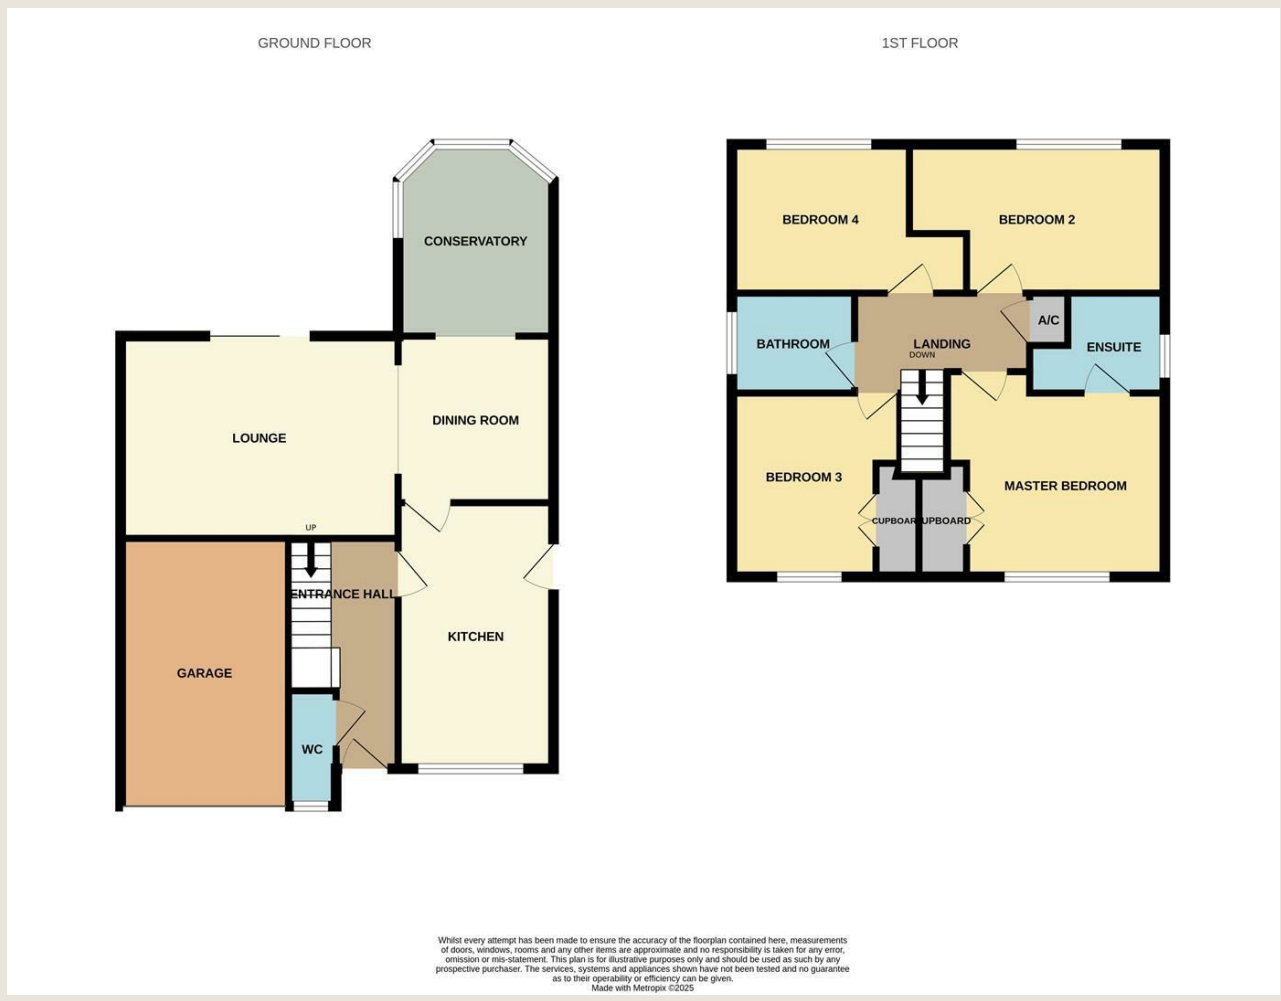 GROUND FLOOR
1ST FLOOR
CONSERVATORY
LOUNGE
DINING ROOM
UP
ENTRANCE HALL
KITCHEN
GARAGE
WC
BEDROOM 4
BEDROOM 2
BATHROOM
LANDING
DOWN
A/C
ENSUITE
BEDROOM 3
MASTER BEDROOM
CUPBOAR
UPBOARD
Whilst every attempt has been made to ensure the accuracy of the floorplan contained here, measurements
of doors, windows, rooms and any other items are approximate and no responsibility is taken for any error,
omission or mis-statement. This plan is for illustrative purposes only and should be used as such by any
prospective purchaser. The services, systems and appliances shown have not been tested and no guarantee
as to their operability or efficiency can be given.
Made with Metropix ©2025